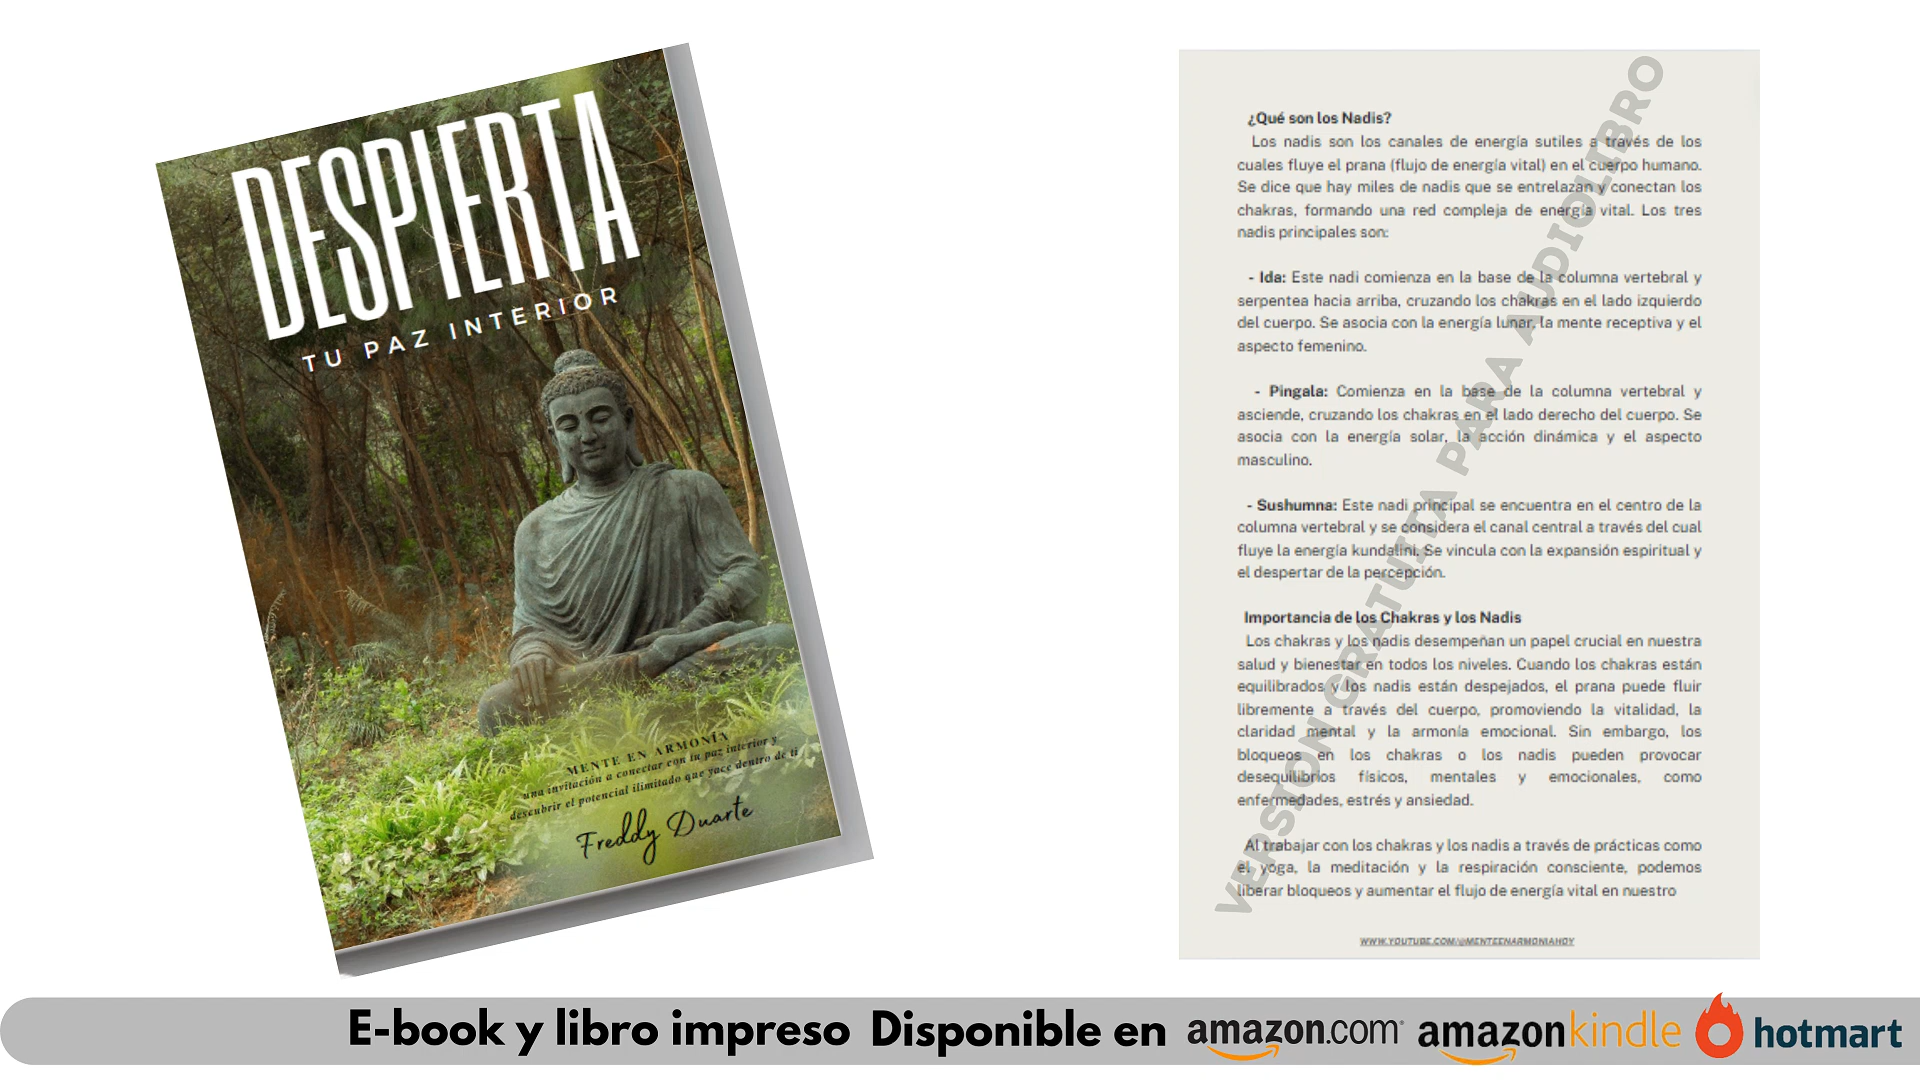 DESPIERTA
TU PAZ INTERIOR
MENTE EN ARMONÍA
una invitación a conectar con tu paz interior y
descubrir el potencial ilimitado que yace dentro de ti
Freddy Duarte
¿Qué son los Nadis?
Los nadis son los canales de energía sutiles a través de los
cuales fluye el prana (flujo de energía vital) en el cuerpo humano.
Se dice que hay miles de nadis que se entrelazan y conectan los
chakras, formando una red compleja de energía vital. Los tres
nadis principales son:
- Ida: Este nadi comienza en la base de la columna vertebral y
serpentea hacia arriba, cruzando los chakras en el lado izquierdo
del cuerpo. Se asocia con la energía lunar, la mente receptiva y el
aspecto femenino.
- Pingala: Comienza en la base de la columna vertebral y
asciende, cruzando los chakras en el lado derecho del cuerpo. Se
asocia con la energía solar, la acción dinámica y el aspecto
masculino.
- Sushumna: Este nadi principal se encuentra en el centro de la
columna vertebral y se considera el canal central a través del cual
fluye la energía kundalini. Se vincula con la expansión espiritual y
el despertar de la percepción.
Importancia de los Chakras y los Nadis
Los chakras y los nadis desempeñan un papel crucial en nuestra
salud y bienestar en todos los niveles. Cuando los chakras están
equilibrados y los nadis están despejados, el prana puede fluir
libremente a través del cuerpo, promoviendo la vitalidad, la
claridad mental y la armonía emocional. Sin embargo, los
bloqueos en los chakras o los nadis pueden provocar
desequilibrios físicos, mentales y emocionales, como
enfermedades, estrés y ansiedad.
Al trabajar con los chakras y los nadis a través de prácticas como
el yoga, la meditación y la respiración consciente, podemos
liberar bloqueos y aumentar el flujo de energía vital en nuestro
WWW.YOUTUBE.COM/@MENTEENARMONIAHOY
VERSION GRATUITA PARA AUDIOLIBRO
E-book y libro impreso Disponible en amazon.com amazonkindle hotmart